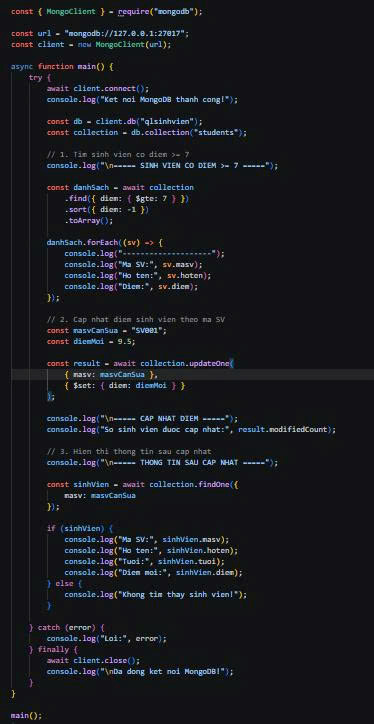 const { MongoClient } = require("mongodb");
const url = "mongodb://127.0.0.1:27017";
const client = new MongoClient(url);
async function main() {
try {
await client.connect();
console.log("Ket noi MongoDB thanh cong!");
const db = client.db("qlsinhvien");
const collection = db.collection("students");
// 1. Tim sinh vien co diem >= 7
console.log("\n===== SINH VIEN CO DIEM >= 7 =====");
const danhSach = await collection
.find({ diem: { $gte: 7 } })
.sort({ diem: -1 })
.toArray();
danhSach.forEach((sv) => {
console.log("--------------------");
console.log("Ma SV:", sv.masv);
console.log("Ho ten:", sv.hoten);
console.log("Diem:", sv.diem);
});
// 2. Cap nhat diem sinh vien theo ma SV
const masvCanSua = "SV001";
const diemMoi = 9.5;
const result = await collection.updateOne(
{ masv: masvCanSua },
{ $set: { diem: diemMoi } }
);
console.log("\n===== CAP NHAT DIEM =====");
console.log("So sinh vien duoc cap nhat:", result.modifiedCount);
// 3. Hien thi thong tin sau cap nhat
console.log("\n===== THONG TIN SAU CAP NHAT =====");
const sinhVien = await collection.findOne({
masv: masvCanSua
});
if (sinhVien) {
console.log("Ma SV:", sinhVien.masv);
console.log("Ho ten:", sinhVien.hoten);
console.log("Tuoi:", sinhVien.tuoi);
console.log("Diem moi:", sinhVien.diem);
} else {
console.log("Khong tim thay sinh vien!");
}
} catch (error) {
console.log("Loi:", error);
} finally {
await client.close();
console.log("\nDa dong ket noi MongoDB!");
}
}
main();